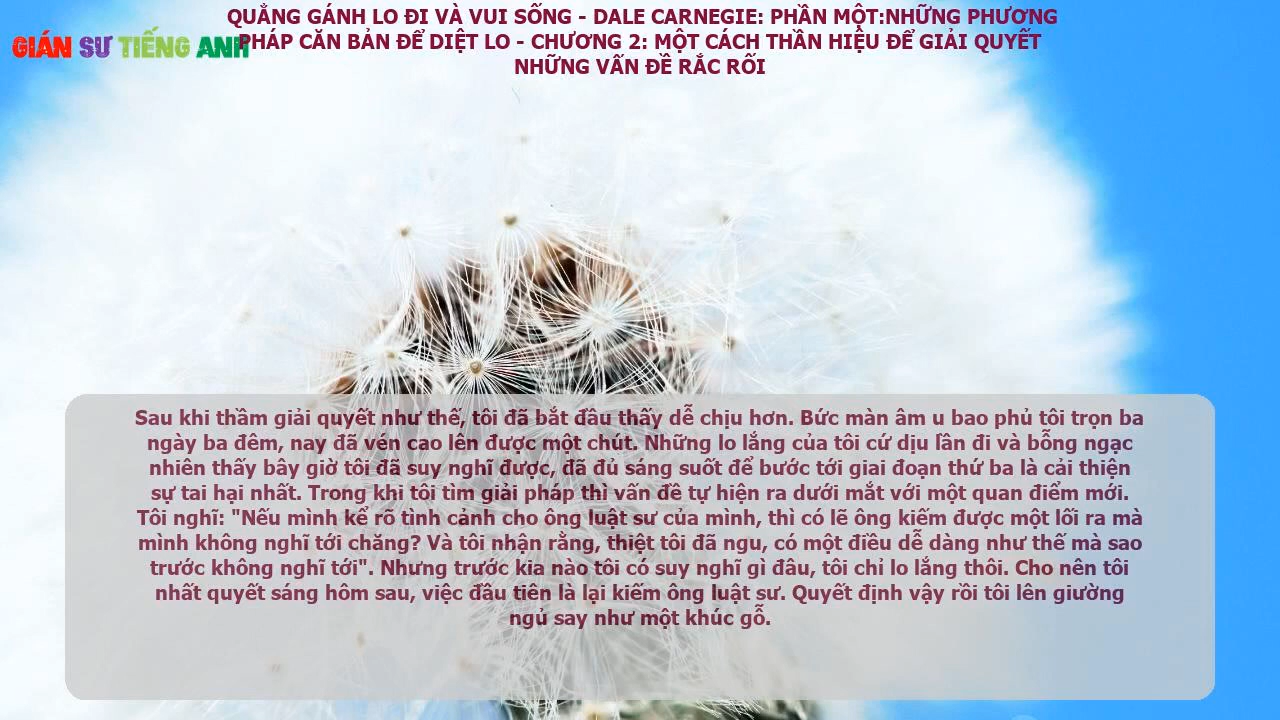 QUẲNG GÁNH LO ĐI VÀ VUI SỐNG - DALE CARNEGIE: PHẦN MỘT:NHỮNG PHƯƠNG
GIÁN SƯ TIẾNG ANH
PHÁP CĂN BẢN ĐỂ DIỆT LO - CHƯƠNG 2: MỘT CÁCH THẦN HIỆU ĐỂ GIẢI QUYẾT
NHỮNG VẤN ĐỀ RẮC RỐI
Sau khi thầm giải quyết như thế, tôi đã bắt đầu thấy dễ chịu hơn. Bức màn âm u bao phủ tôi trọn ba
ngày ba đêm, nay đã vén cao lên được một chút. Những lo lắng của tôi cứ dịu lần đi và bỗng ngạc
nhiên thấy bây giờ tôi đã suy nghĩ được, đã đủ sáng suốt để bước tới giai đoạn thứ ba là cải thiện
sự tai hại nhất. Trong khi tôi tìm giải pháp thì vấn đề tự hiện ra dưới mắt với một quan điểm mới.
Tôi nghĩ: "Nếu mình kể rõ tình cảnh cho ông luật sư của mình, thì có lẽ ông kiếm được một lối ra mà
mình không nghĩ tới chăng? Và tôi nhận rằng, thiệt tôi đã ngu, có một điều dễ dàng như thế mà sao
trước không nghĩ tới". Nhưng trước kia nào tôi có suy nghĩ gì đâu, tôi chỉ lo lắng thôi. Cho nên tôi
nhất quyết sáng hôm sau, việc đầu tiên là lại kiếm ông luật sư. Quyết định vậy rồi tôi lên giường
ngủ say như một khúc gỗ.